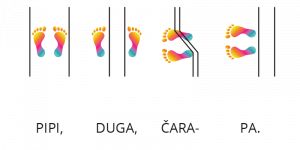 PIPI, DUGA, ČARA- PA.